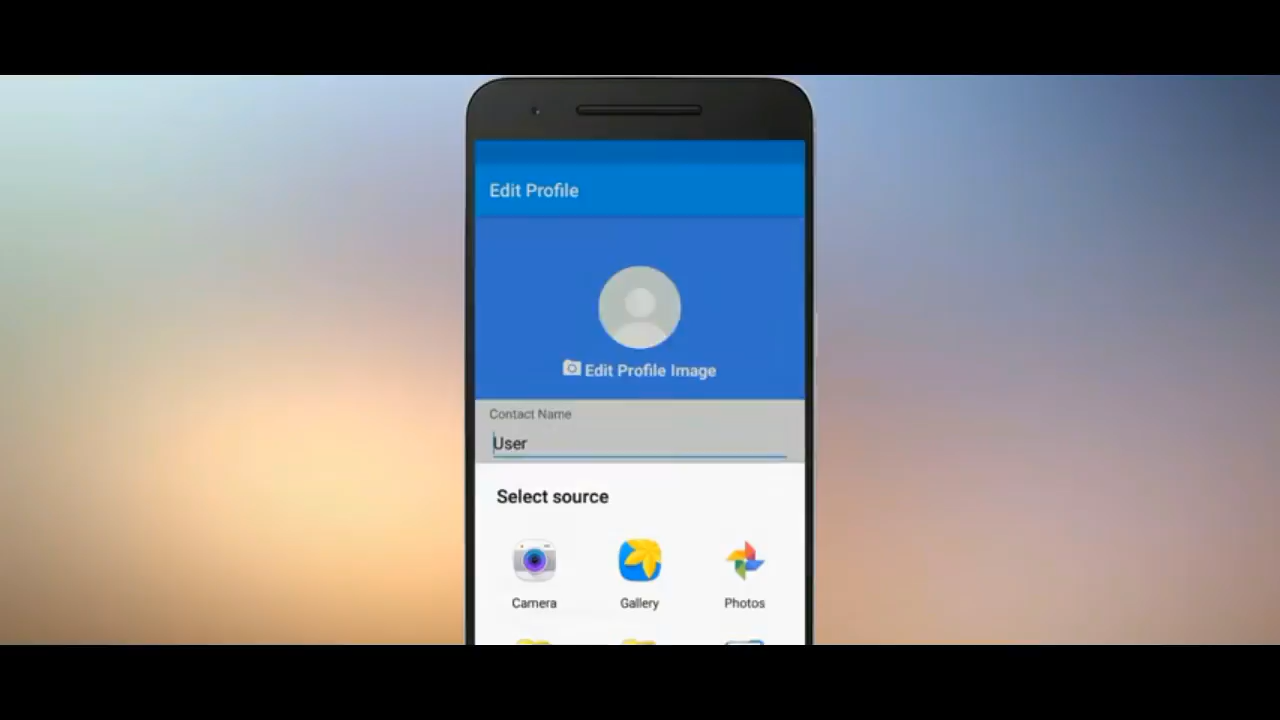 Edit Profile
Edit Profile Image
Contact Name
User
Select source
Camera Gallery Photos